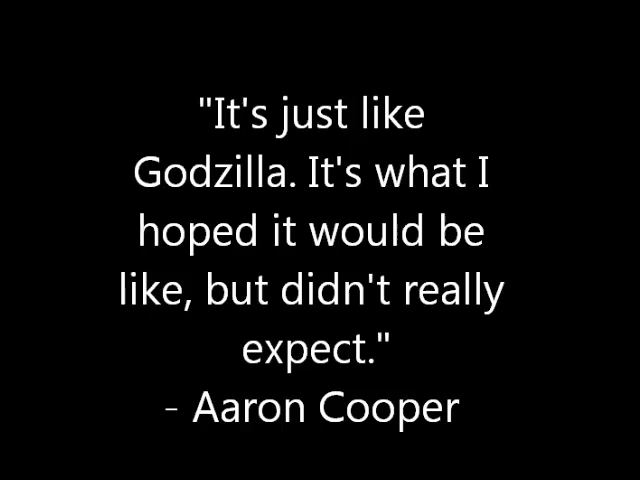 "It's just like
Godzilla. It's what I
hoped it would be
like, but didn't really
expect."
- Aaron Cooper